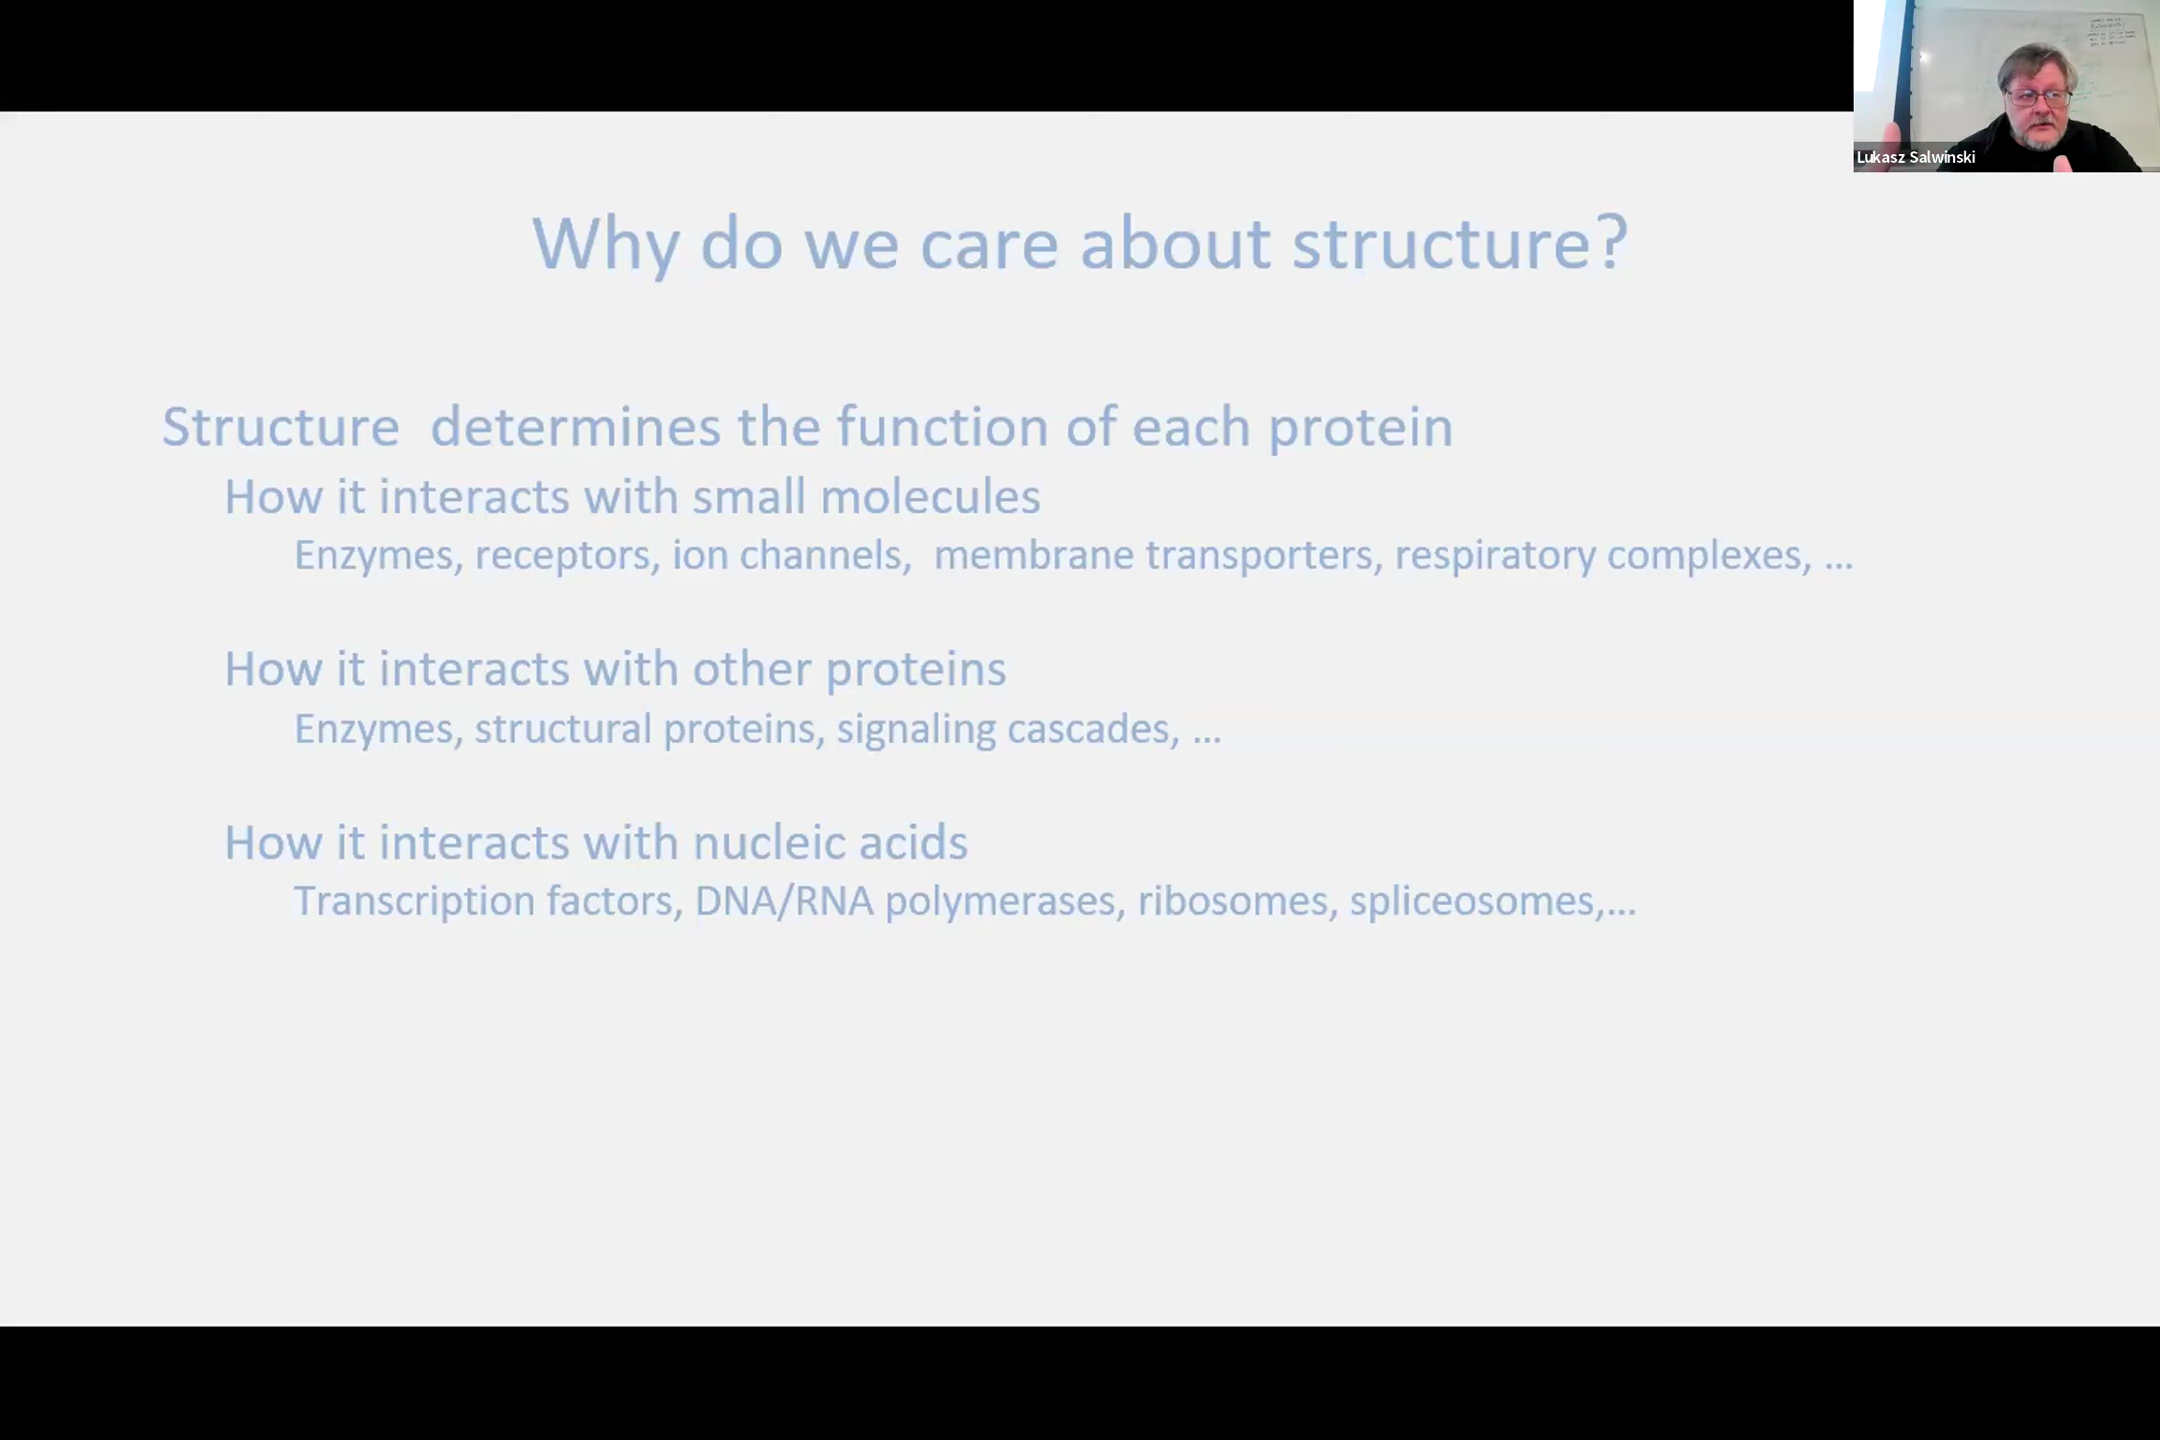 Lukasz Salwinski
Why do we care about structure?
Structure  determines the function of each protein
How it interacts with small molecules
Enzymes, receptors, ion channels,  membrane transporters, respiratory complexes, ...
How it interacts with other proteins
Enzymes, structural proteins, signaling cascades, ...
How it interacts with nucleic acids
Transcription factors, DNA/RNA polymerases, ribosomes, spliceosomes,...